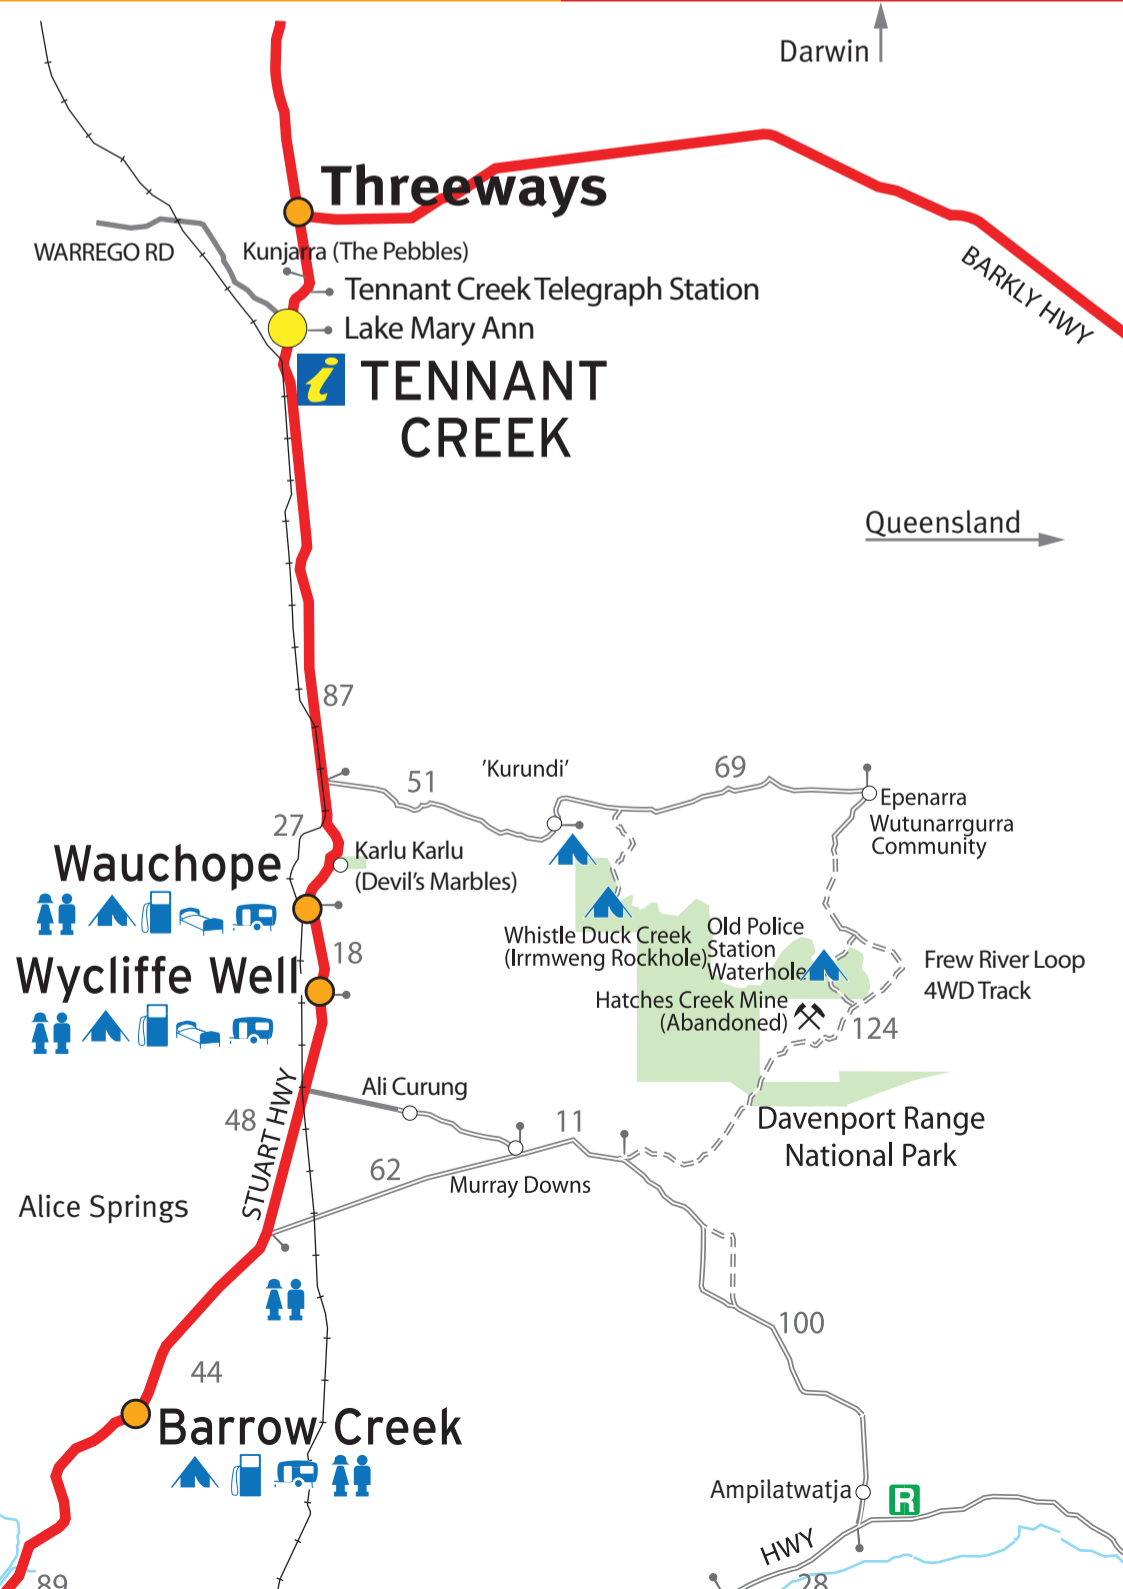 Darwin
Threeways
WARREGO RD
Kunjarra (The Pebbles)
BARKLY HWY
Tennant Creek Telegraph Station
Lake Mary Ann
i
TENNANT
CREEK
Queensland
87
51
'Kurundi'
69
Epenarra
Wutunarrgurra
Community
27
Wauchope
Karlu Karlu
(Devil's Marbles)
18
Wycliffe Well
Whistle Duck Creek
(Irrmweng Rockhole)
Old Police
Station
Waterhole
Hatches Creek Mine
(Abandoned)
Frew River Loop
4WD Track
124
Ali Curung
48
STUART HWY
11
Davenport Range
National Park
62
Murray Downs
Alice Springs
100
44
Barrow Creek
Ampilatwatja
R
HWY
28
89